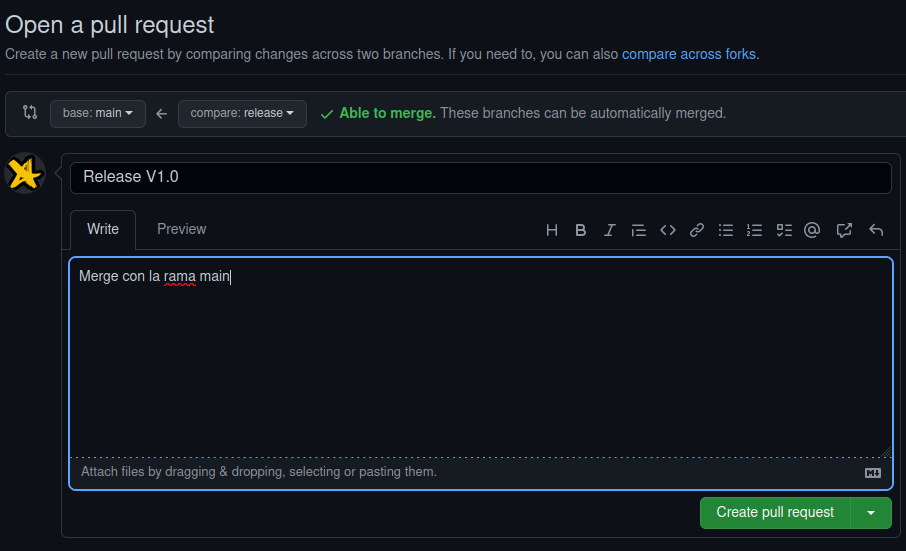 Open a pull request
Create a new pull request by comparing changes across two branches. If you need to, you can also compare across forks.
base: main compare: release Able to merge. These branches can be automatically merged.
Release V1.0
Write Preview H B I
Merge con la rama main
Attach files by dragging & dropping, selecting or pasting them.
Create pull request